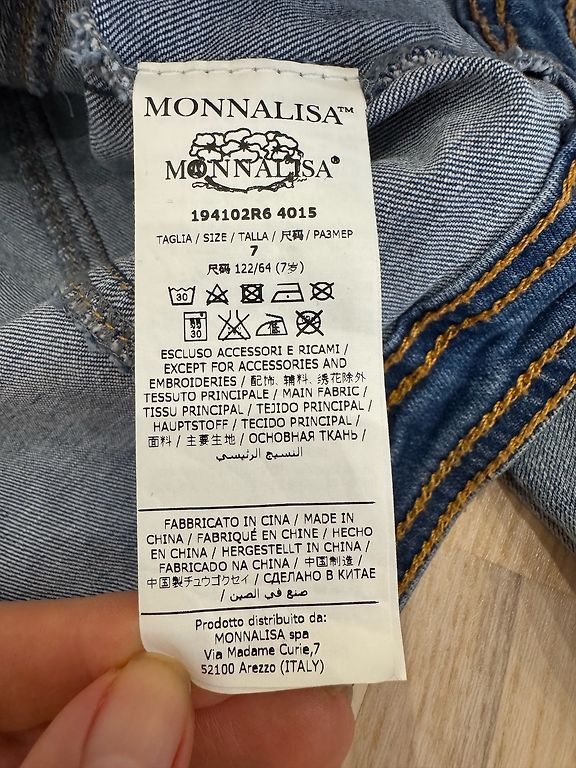 MONNALISA™
MONNALISA®
194102R6 4015
TAGLIA / SIZE / TALLA / 尺码 / РАЗМЕР
7
尺码 122/64 (7岁)
30
30
ESCLUSO ACCESSORI E RICAMI /
EXCEPT FOR ACCESSORIES AND
EMBROIDERIES / 配饰、辅料、绣花除外
TESSUTO PRINCIPALE / MAIN FABRIC /
TISSU PRINCIPAL / TEJIDO PRINCIPAL /
HAUPTSTOFF / TECIDO PRINCIPAL /
面料 / 主要生地 / ОСНОВНАЯ ТКАНЬ /
النسيج الرئيسي
FABBRICATO IN CINA / MADE IN
CHINA / FABRIQUÉ EN CHINE / HECHO
EN CHINA / HERGESTELLT IN CHINA /
FABRICADO NA CHINA / 中国制造 /
中国製チュウゴクセイ / СДЕЛАНО В КИТАЕ
/ صنع في الصين
Prodotto distribuito da:
MONNALISA spa
Via Madame Curie,7
52100 Arezzo (ITALY)